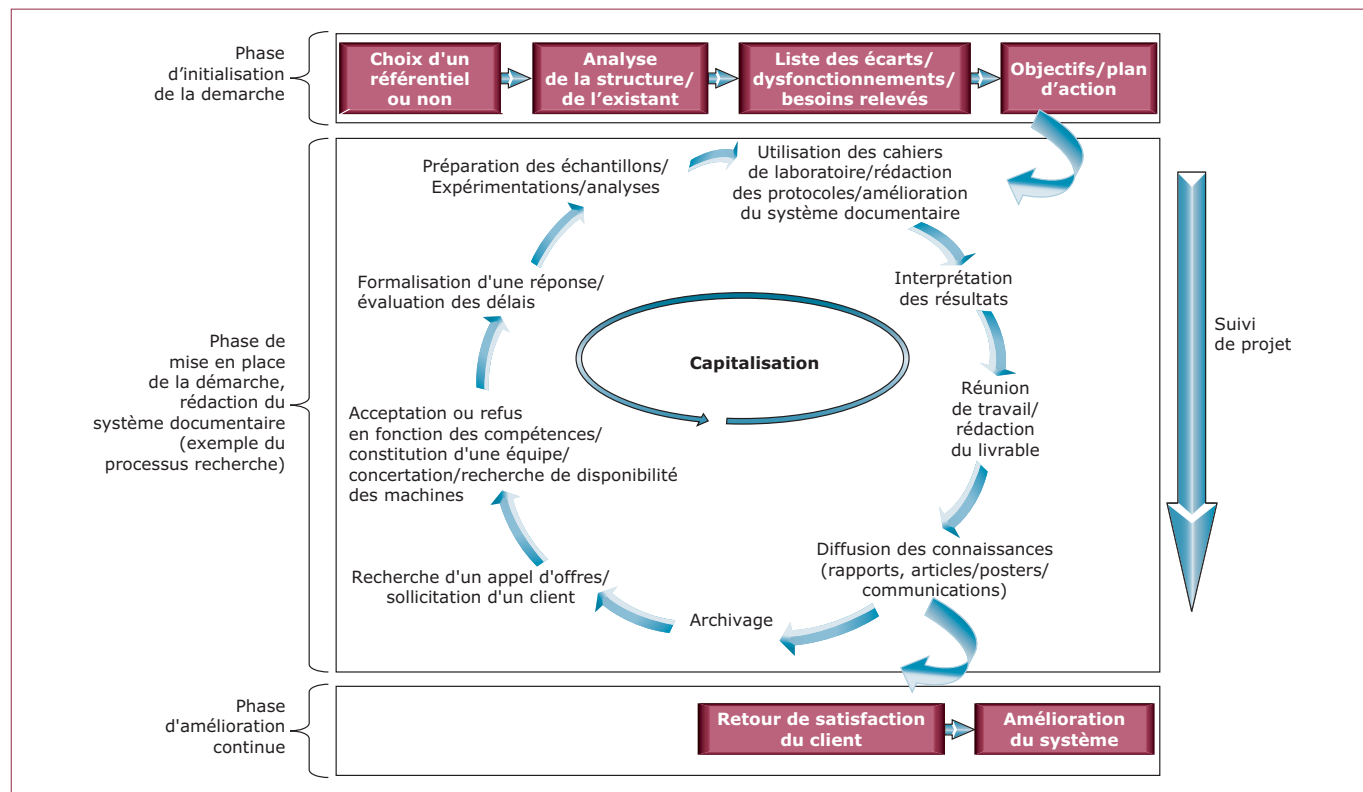 Phase
d'initialisation
de la demarche
Choix d'un
référentiel
ou non
Analyse
de la structure/
de l'existant
Liste des écarts/
dysfonctionnements/
besoins relevés
Objectifs/plan
d'action
Phase de
mise en place
de la démarche,
rédaction du
système documentaire
(exemple du
processus recherche)
Préparation des échantillons/
Expérimentations/analyses
Utilisation des cahiers
de laboratoire/rédaction
des protocoles/amélioration
du système documentaire
Interprétation
des résultats
Réunion
de travail/
rédaction
du livrable
Diffusion des connaissances
(rapports, articles/posters/
communications)
Archivage
Recherche d'un appel d'offres/
sollicitation d'un client
Acceptation ou refus
en fonction des compétences/
constitution d'une équipe/
concertation/recherche de disponibilité
des machines
Formalisation d'une réponse/
évaluation des délais
Capitalisation
Suivi
de projet
Phase
d'amélioration
continue
Retour de satisfaction
du client
Amélioration
du système